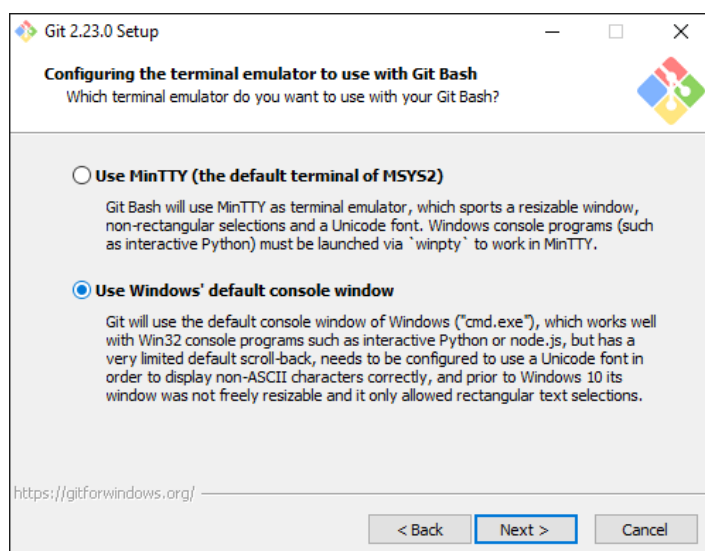 Git 2.23.0 Setup
Configuring the terminal emulator to use with Git Bash
Which terminal emulator do you want to use with your Git Bash?
Use MinTTY (the default terminal of MSYS2)
Git Bash will use MinTTY as terminal emulator, which sports a resizable window,
non-rectangular selections and a Unicode font. Windows console programs (such
as interactive Python) must be launched via `winpty` to work in MinTTY.
Use Windows' default console window
Git will use the default console window of Windows ("cmd.exe"), which works well
with Win32 console programs such as interactive Python or node.js, but has a
very limited default scroll-back, needs to be configured to use a Unicode font in
order to display non-ASCII characters correctly, and prior to Windows 10 its
window was not freely resizable and it only allowed rectangular text selections.
https://gitforwindows.org/
< Back
Next >
Cancel